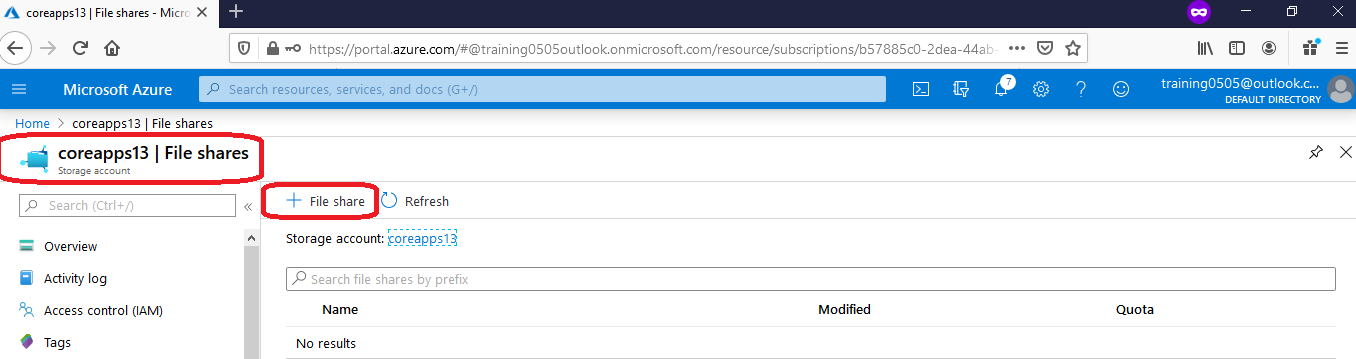 coreapps13 | File shares - Micro
https://portal.azure.com/#@training0505outlook.onmicrosoft.com/resource/subscriptions/b57885c0-2dea-44ab-
Microsoft Azure
Search resources, services, and docs (G+/)
7
training0505@outlook.c...
DEFAULT DIRECTORY
Home > coreapps13 | File shares
coreapps13 | File shares
Storage account
Search (Ctrl+/)
«
+ File share
Refresh
Overview
Activity log
Access control (IAM)
Tags
Storage account: coreapps13
Search file shares by prefix
Name Modified Quota
No results